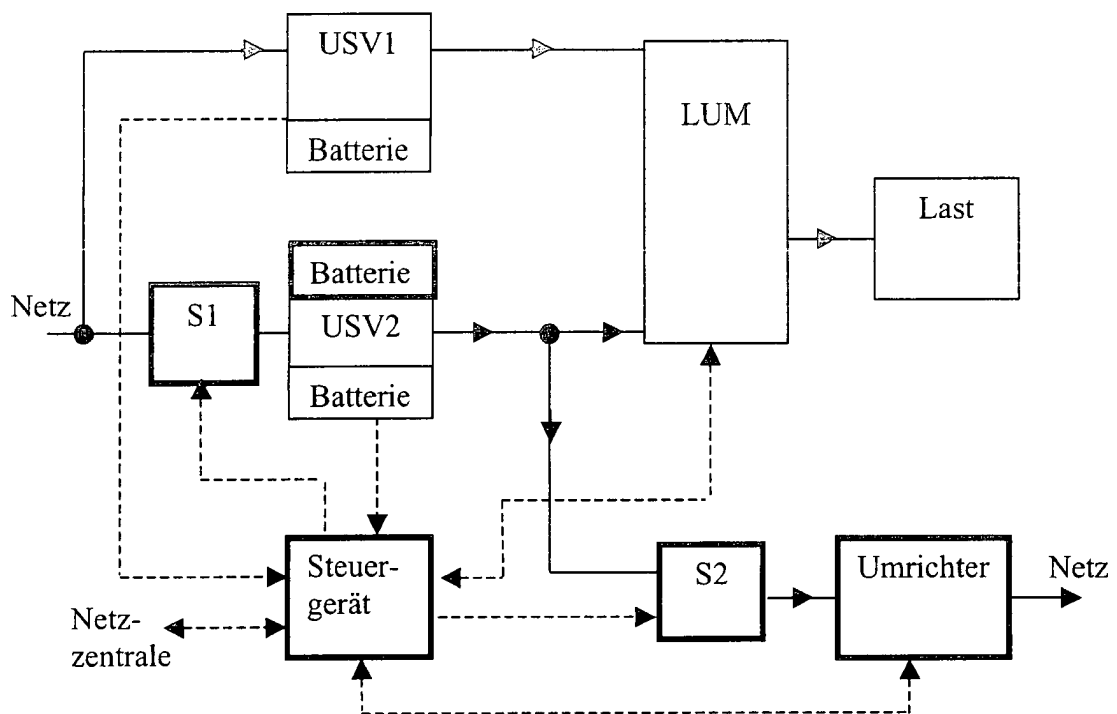 USV1
Batterie
LUM
Last
Netz
S1
Batterie
USV2
Batterie
Steuer-
gerät
S2
Umrichter
Netz
Netz-
zentrale